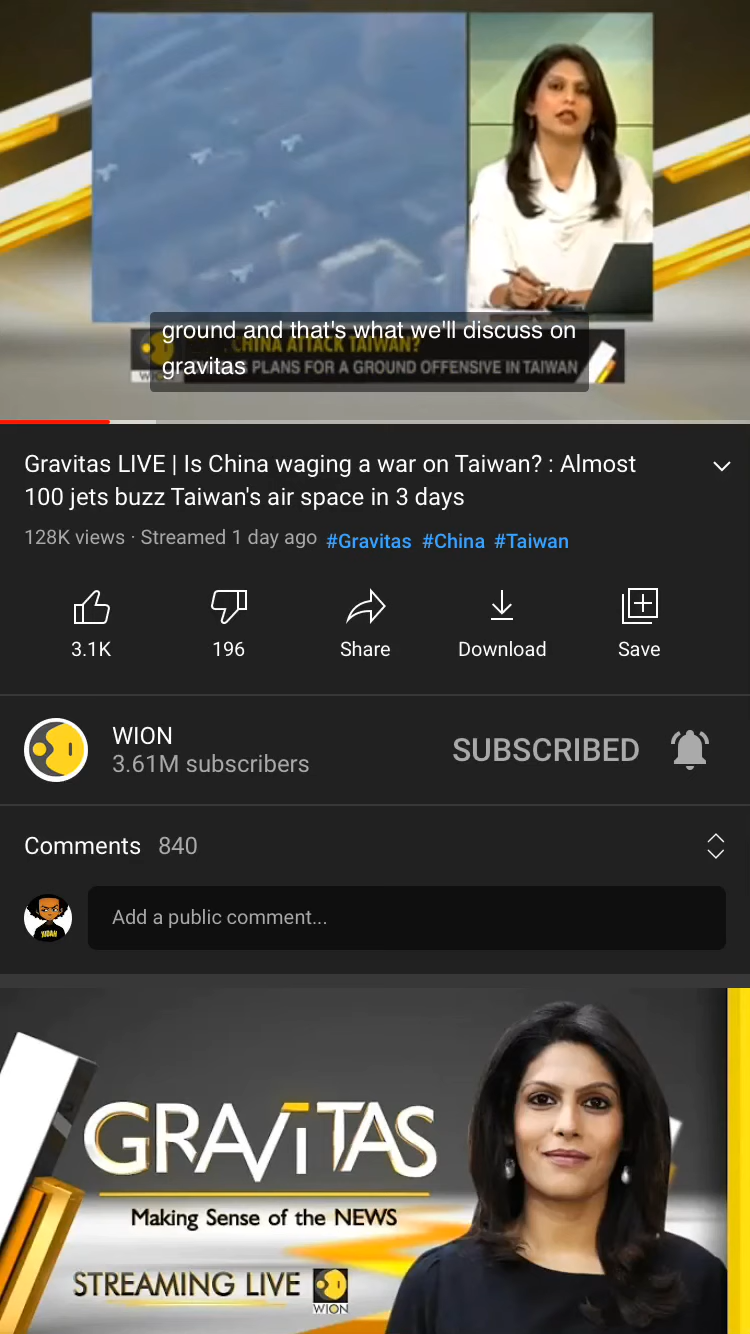 ground and that's what we'll discuss on
gravitas
CHINA ATTACK TAIWAN?
PLANS FOR A GROUND OFFENSIVE IN TAIWAN
Gravitas LIVE | Is China waging a war on Taiwan? : Almost
100 jets buzz Taiwan's air space in 3 days
128K views · Streamed 1 day ago #Gravitas #China #Taiwan
3.1K 196 Share Download Save
WION
3.61M subscribers
SUBSCRIBED
Comments 840
Add a public comment...
GRAVITAS
Making Sense of the NEWS
STREAMING LIVE
WION